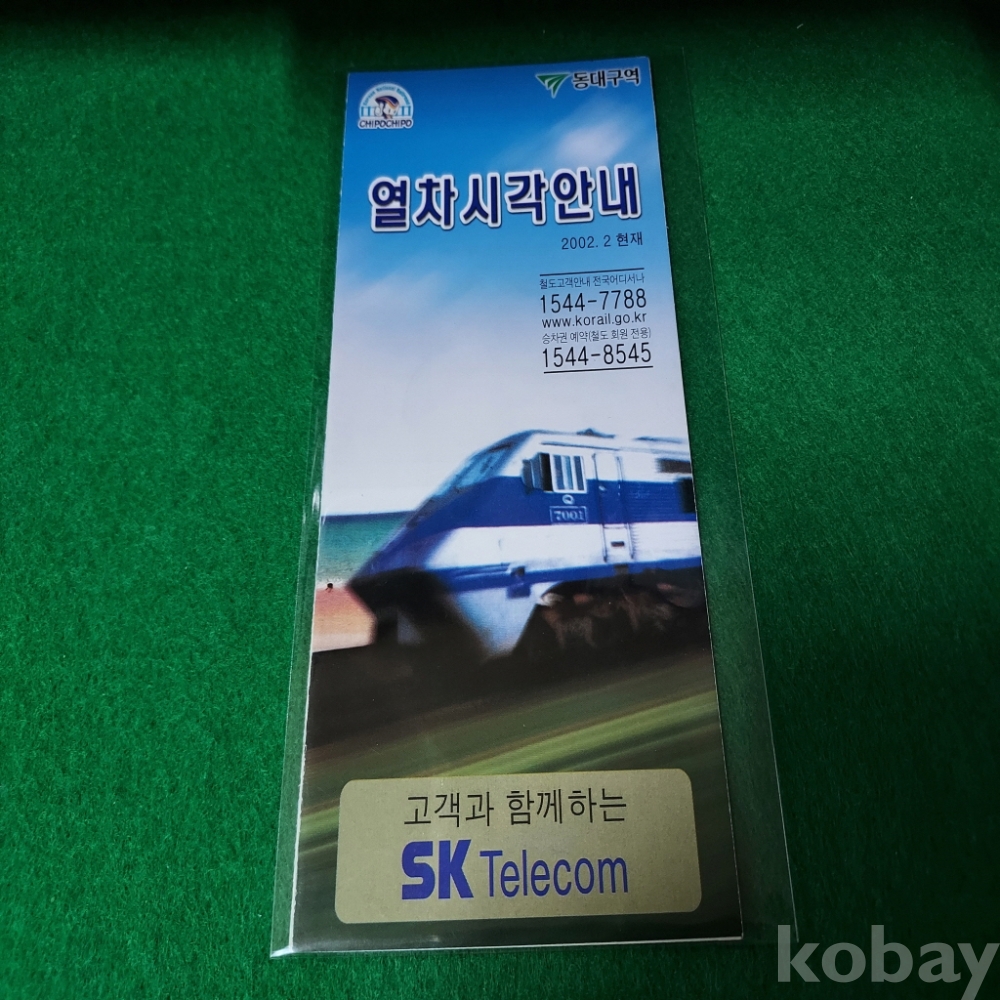 CHIPOCHIPO
동대구역
열차시각안내
2002. 2 현재
철도고객안내 전국어디서나
1544-7788
www.korail.go.kr
승차권 예약(철도 회원 전용)
1544-8545
7001
고객과 함께하는
SK Telecom
kobay